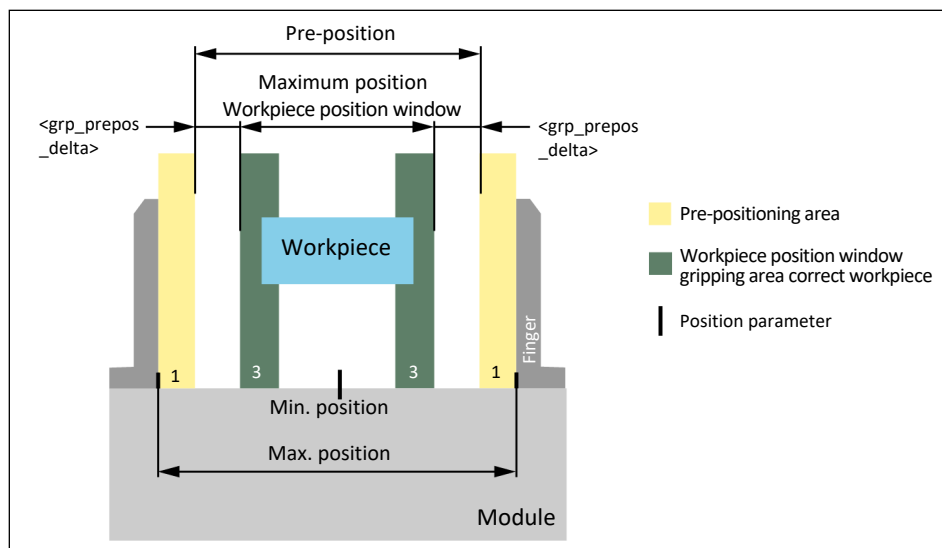 Pre-position
Maximum position
Workpiece position window
<grp_prepos
_delta>
<grp_prepos
_delta>
Workpiece
Pre-positioning area
Workpiece position window
gripping area correct workpiece
Position parameter
Finger
1
3
3
1
Min. position
Max. position
Module